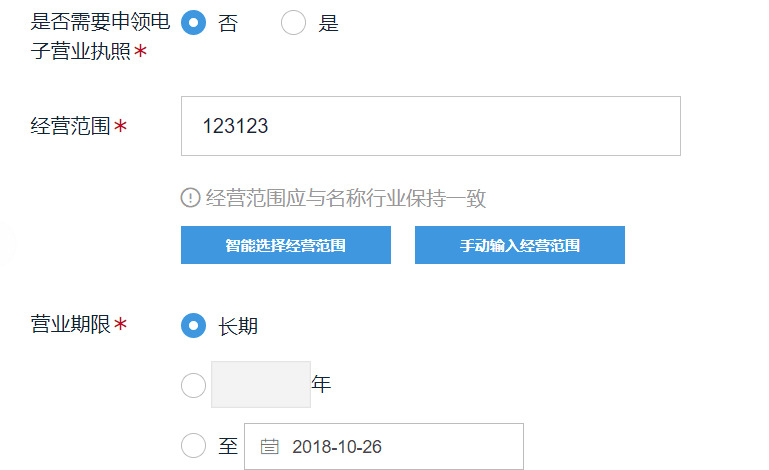 是否需要申领电 否 是
子营业执照*
经营范围* 123123
经营范围应与名称行业保持一致
智能选择经营范围 手动输入经营范围
营业期限* 长期
年
至 2018-10-26